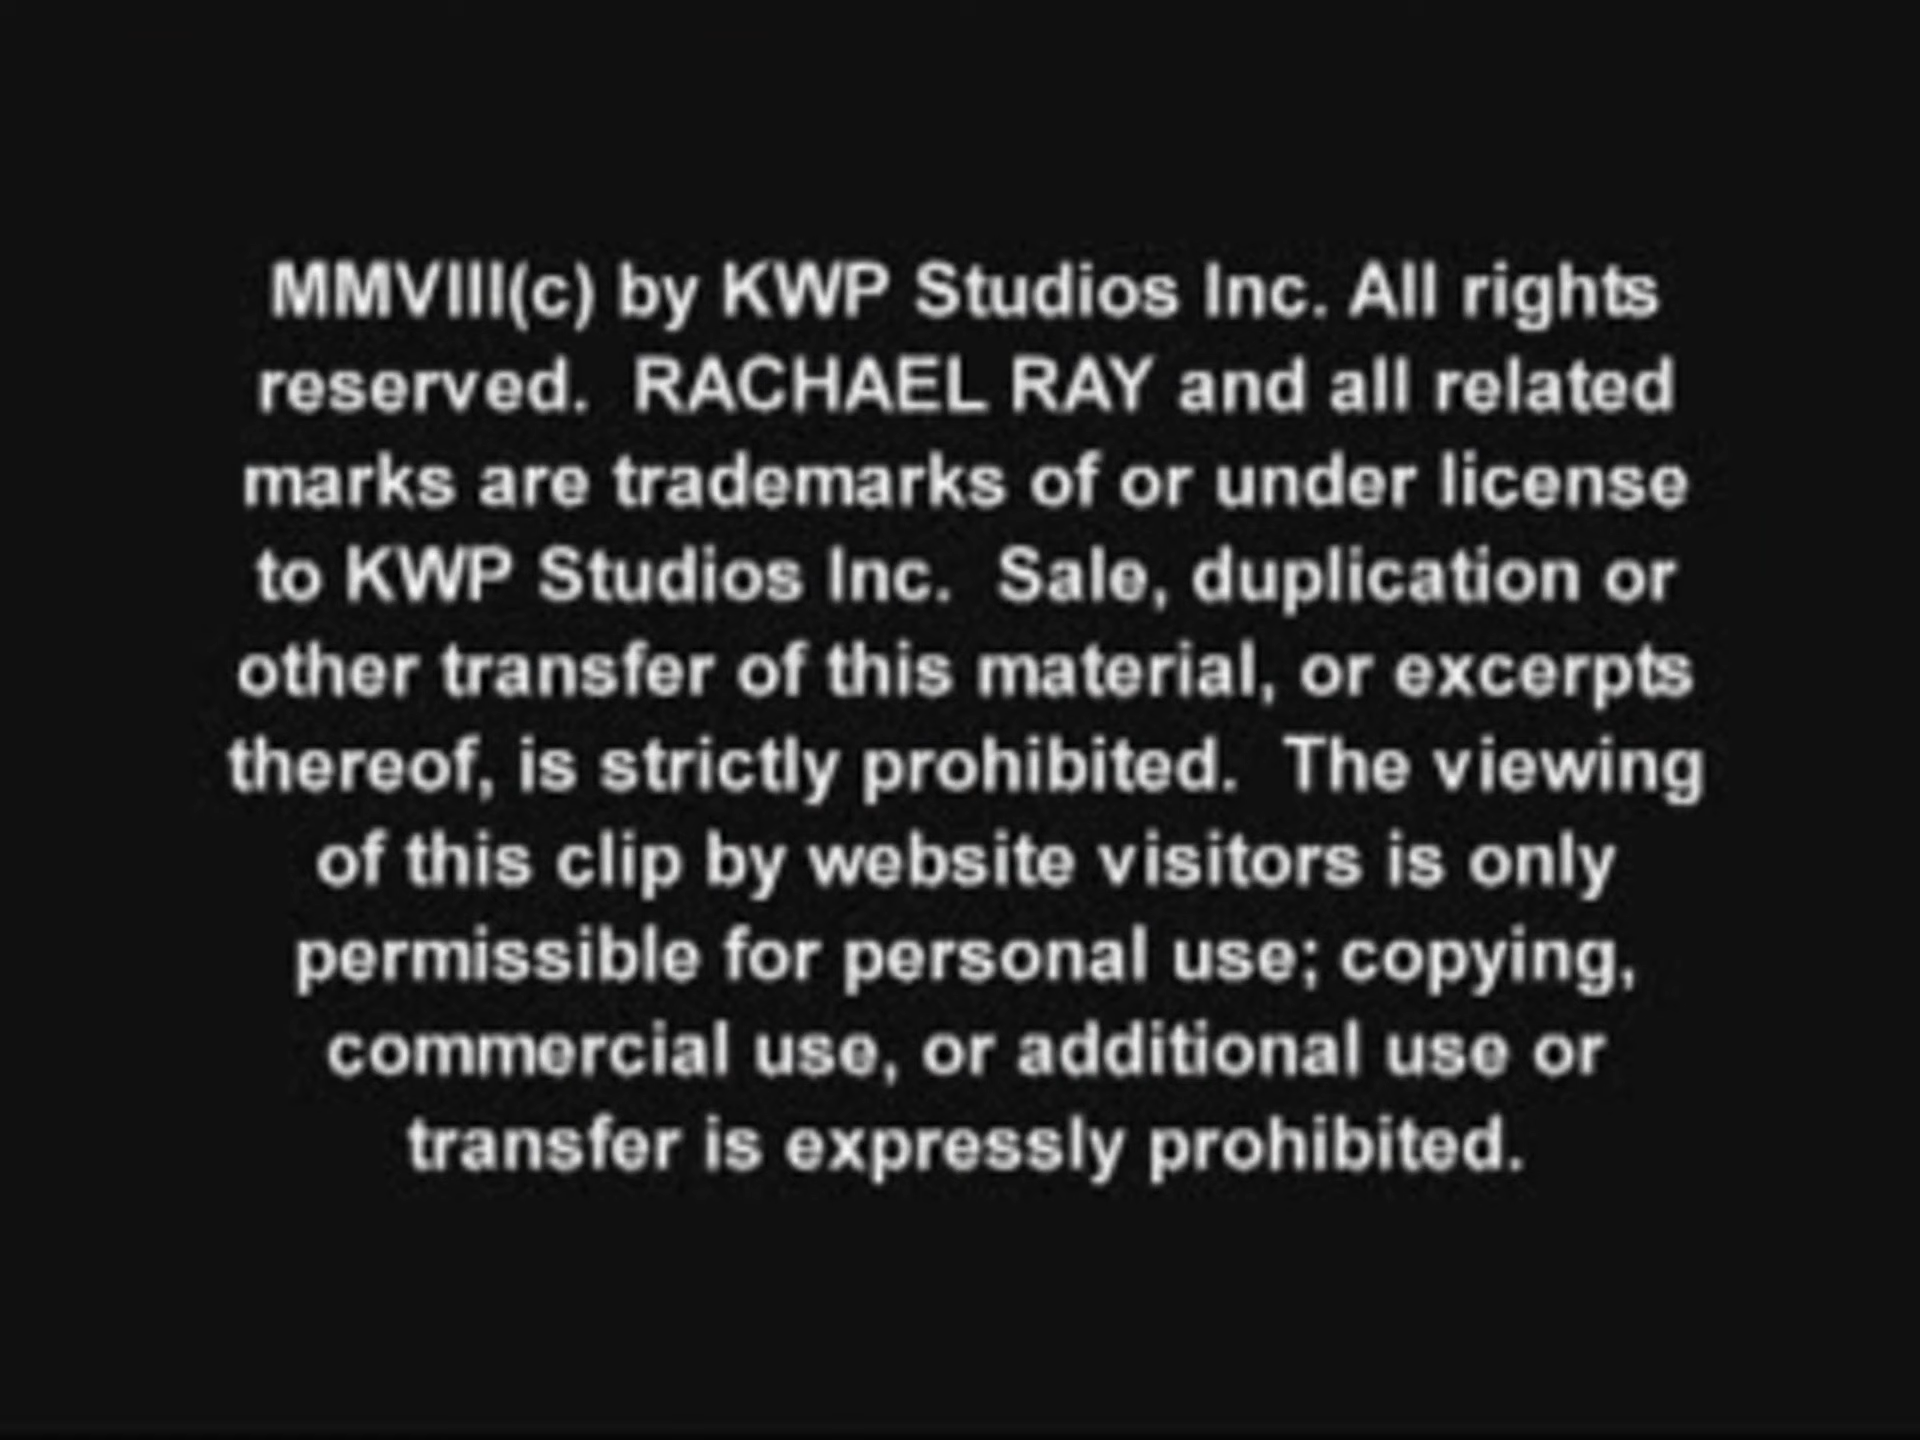 MMVIII(c) by KWP Studios Inc. All rights
reserved.  RACHAEL RAY and all related
marks are trademarks of or under license
to KWP Studios Inc.  Sale, duplication or
other transfer of this material, or excerpts
thereof, is strictly prohibited.  The viewing
of this clip by website visitors is only
permissible for personal use; copying,
commercial use, or additional use or
transfer is expressly prohibited.